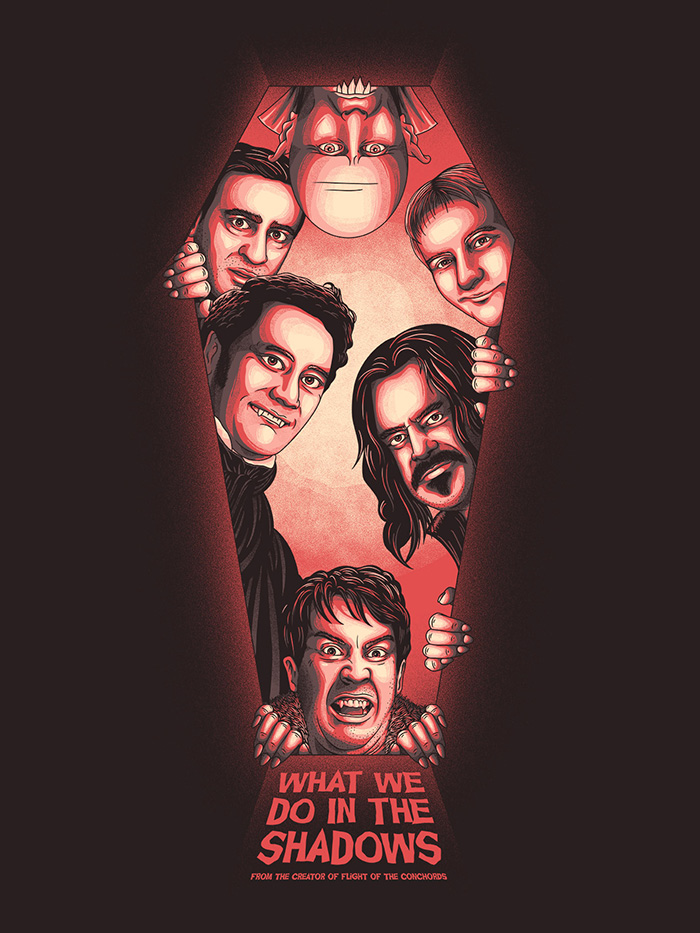 WHAT WE
DO IN THE
SHADOWS
FROM THE CREATOR OF FLIGHT OF THE CONCHORDS